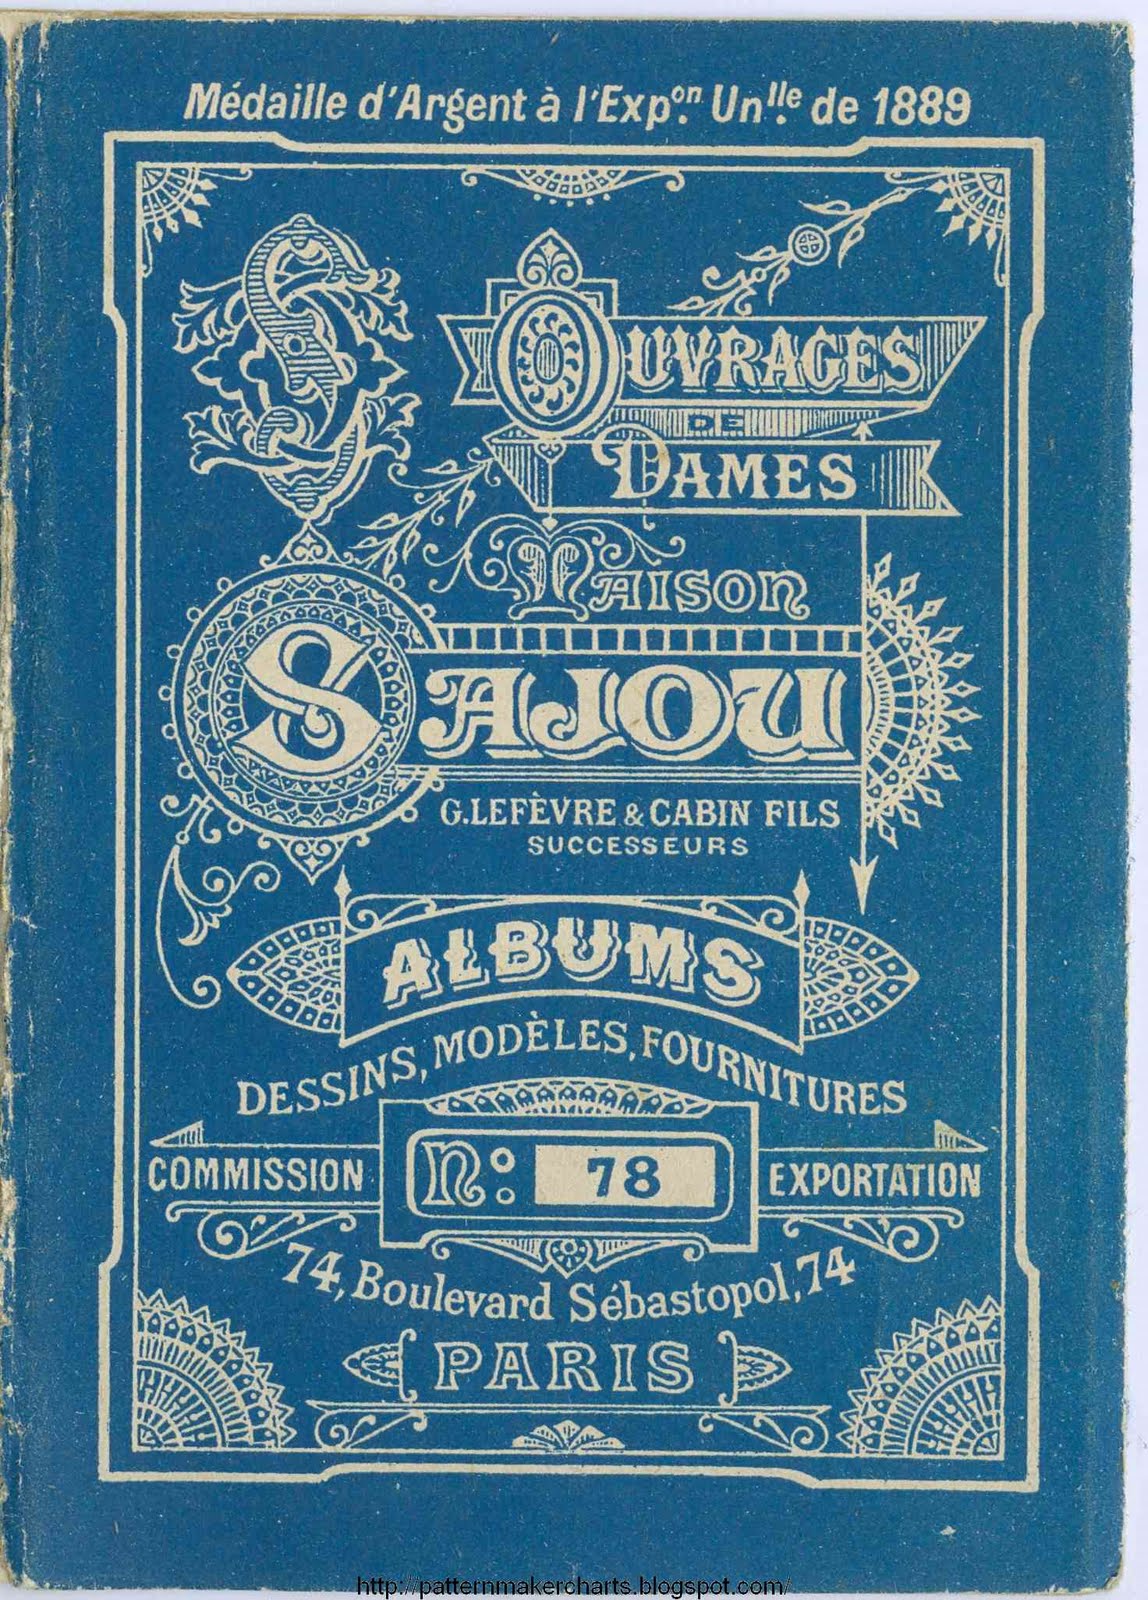 Médaille d'Argent à l'Expon. Unlle. de 1889
S
OUVRAGES
DE
DAMES
MAISON
SAJOU
G. LEFÈVRE & CABIN FILS
SUCCESSEURS
ALBUMS
DESSINS, MODÈLES, FOURNITURES
COMMISSION
No: 78
EXPORTATION
74, Boulevard Sébastopol, 74
PARIS
http://patternmakercharts.blogspot.com/